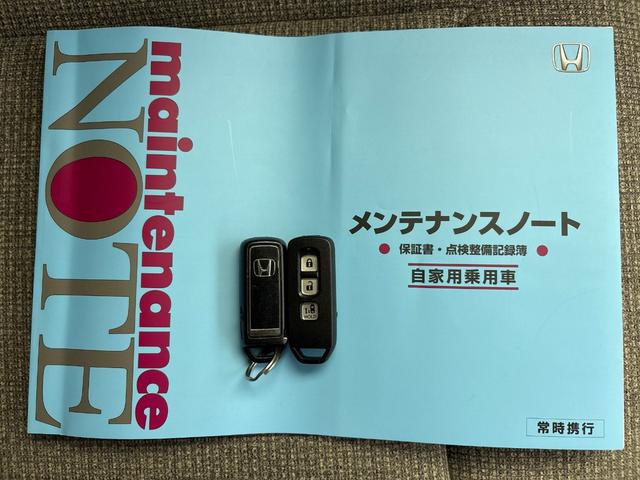 maintenance
NOTE
メンテナンスノート
● 保証書・点検整備記録簿 ●
自家用乗用車
常時携行
HOLD